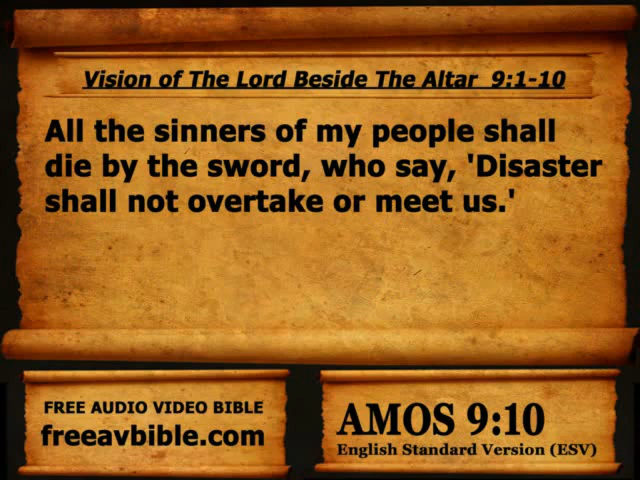 Vision of The Lord Beside The Altar 9:1-10
All the sinners of my people shall
die by the sword, who say, 'Disaster
shall not overtake or meet us.'
FREE AUDIO VIDEO BIBLE
freeavbible.com
AMOS 9:10
English Standard Version (ESV)